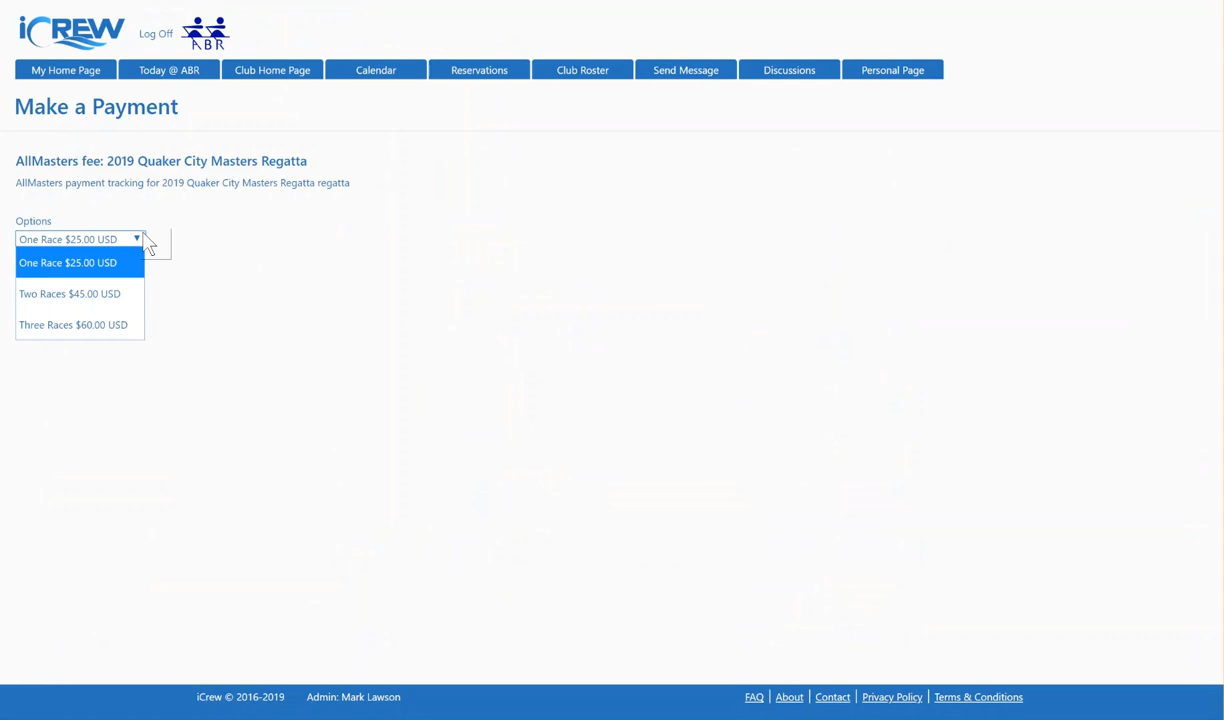 iCREW Log Off ABR
My Home Page Today @ ABR Club Home Page Calendar Reservations Club Roster Send Message Discussions Personal Page
Make a Payment
AllMasters fee: 2019 Quaker City Masters Regatta
AllMasters payment tracking for 2019 Quaker City Masters Regatta regatta
Options
One Race $25.00 USD
One Race $25.00 USD
Two Races $45.00 USD
Three Races $60.00 USD
iCrew © 2016-2019 Admin: Mark Lawson FAQ | About | Contact | Privacy Policy | Terms & Conditions